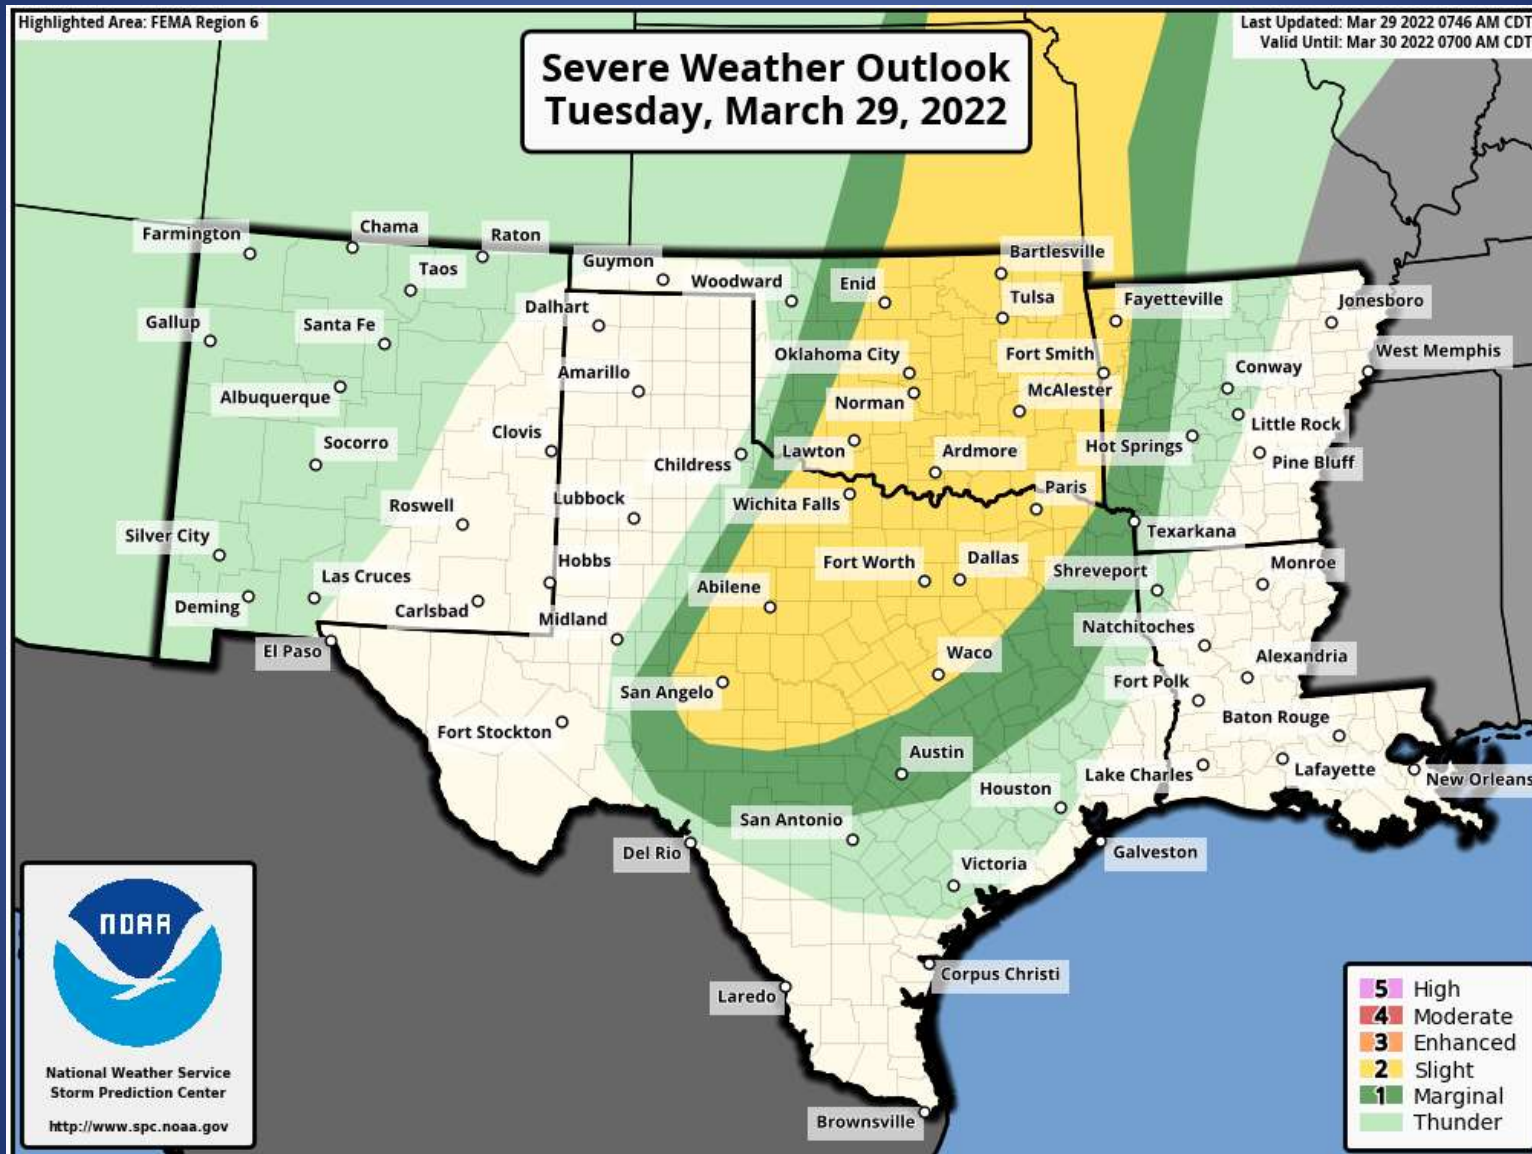 Highlighted Area: FEMA Region 6
Last Updated: Mar 29 2022 0746 AM CDT
Valid Until: Mar 30 2022 0700 AM CDT
Severe Weather Outlook
Tuesday, March 29, 2022
Farmington
Chama
Raton
Taos
Guymon
Woodward
Enid
Bartlesville
Tulsa
Fayetteville
Jonesboro
Gallup
Santa Fe
Dalhart
Oklahoma City
Fort Smith
West Memphis
Albuquerque
Amarillo
Norman
McAlester
Conway
Socorro
Clovis
Childress
Lawton
Ardmore
Hot Springs
Little Rock
Pine Bluff
Roswell
Lubbock
Wichita Falls
Paris
Texarkana
Silver City
Hobbs
Fort Worth
Dallas
Shreveport
Monroe
Deming
Las Cruces
Carlsbad
Midland
Abilene
Natchitoches
El Paso
San Angelo
Waco
Alexandria
Fort Polk
Fort Stockton
Baton Rouge
Austin
Houston
Lake Charles
Lafayette
New Orleans
San Antonio
Del Rio
Galveston
Victoria
Corpus Christi
Laredo
Brownsville
NOAA
National Weather Service
Storm Prediction Center
http://www.spc.noaa.gov
5 High
4 Moderate
3 Enhanced
2 Slight
1 Marginal
Thunder